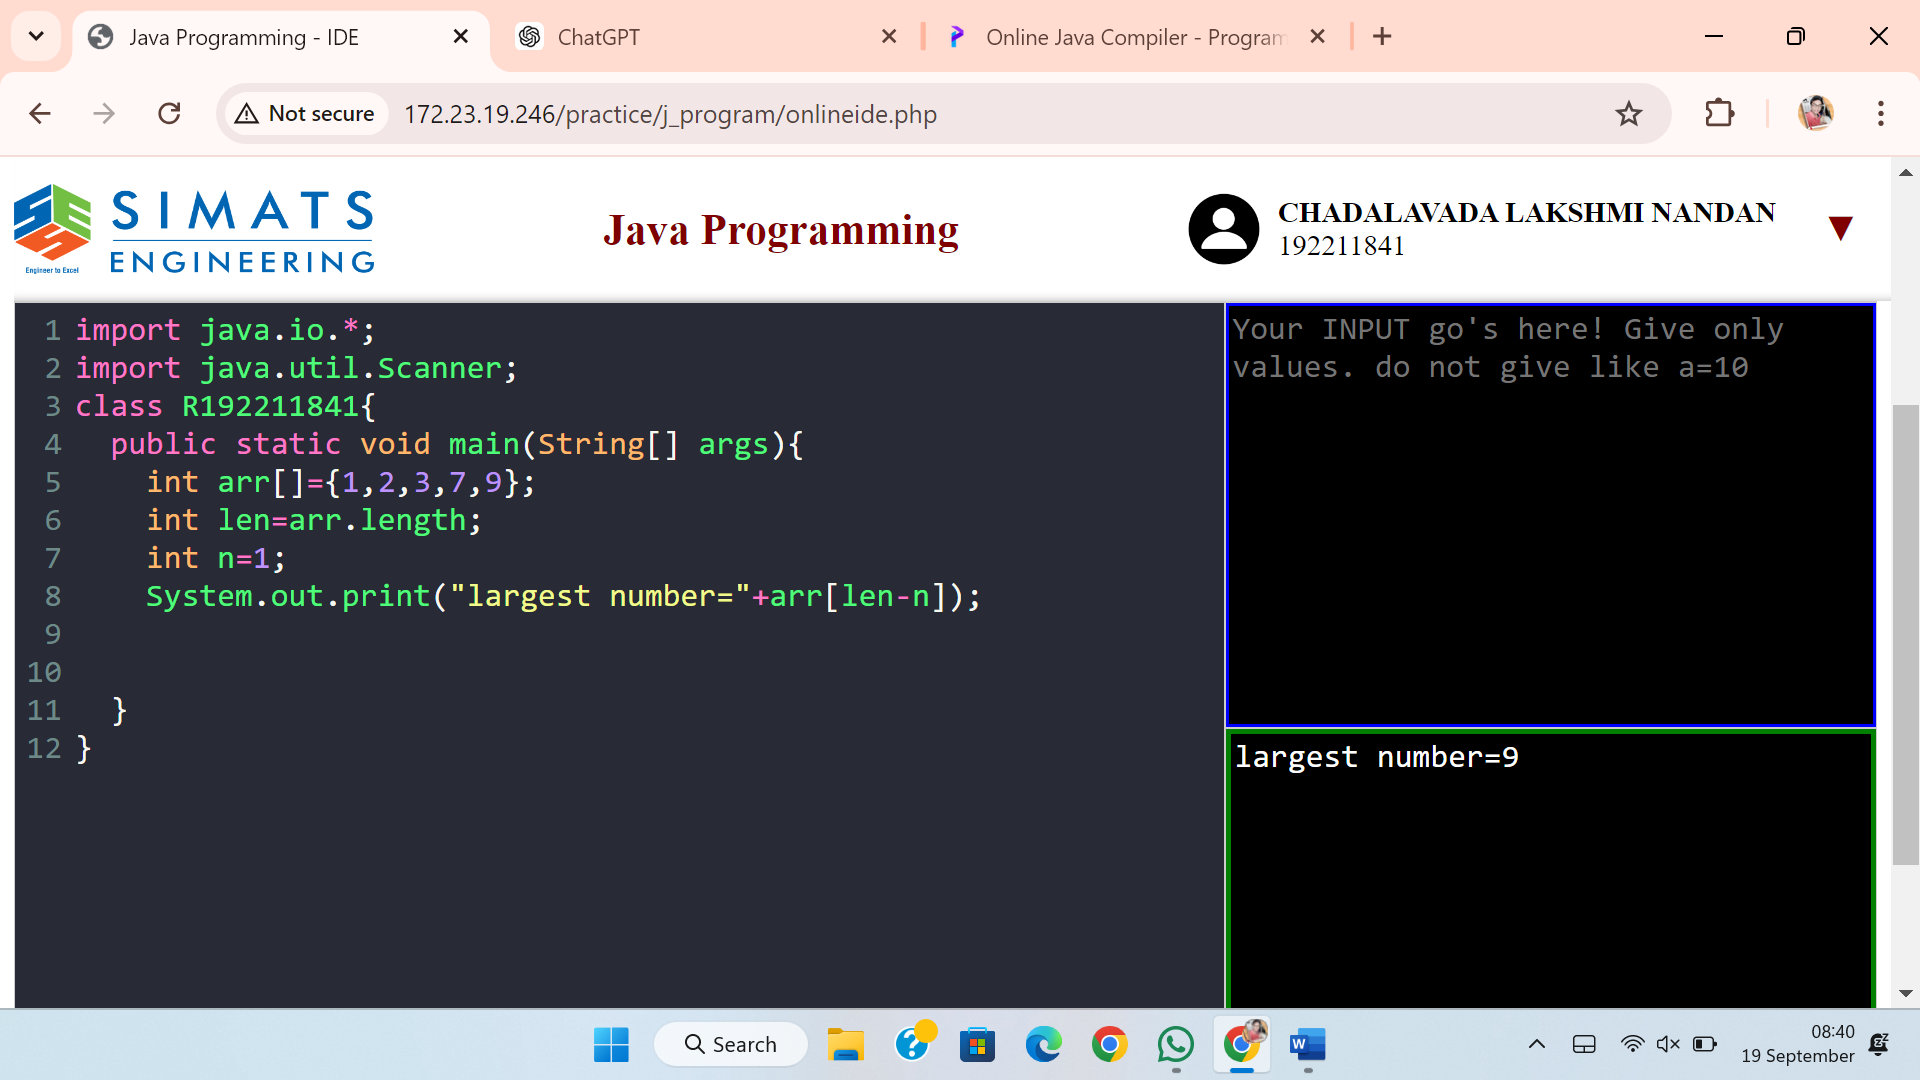 Java Programming - IDE
ChatGPT
Online Java Compiler - Program
Not secure
172.23.19.246/practice/j_program/onlineide.php
SIMATS
ENGINEERING
Engineer to Excel
Java Programming
CHADALAVADA LAKSHMI NANDAN
192211841
1 import java.io.*;
2 import java.util.Scanner;
3 class R192211841{
4 public static void main(String[] args){
5 int arr[]={1,2,3,7,9};
6 int len=arr.length;
7 int n=1;
8 System.out.print("largest number="+arr[len-n]);
9
10
11 }
12 }
Your INPUT go's here! Give only
values. do not give like a=10
largest number=9
Search
08:40
19 September